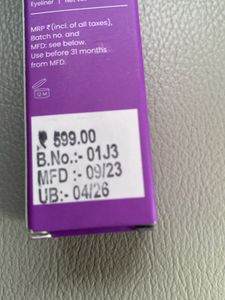 Eyeliner |
MRP ₹(incl. of all taxes),
Batch no. and
MFD: see below.
Use before 31 months
from MFD.
12 M
₹ 599.00
B.No:- 01J3
MFD :- 09/23
UB:- 04/26